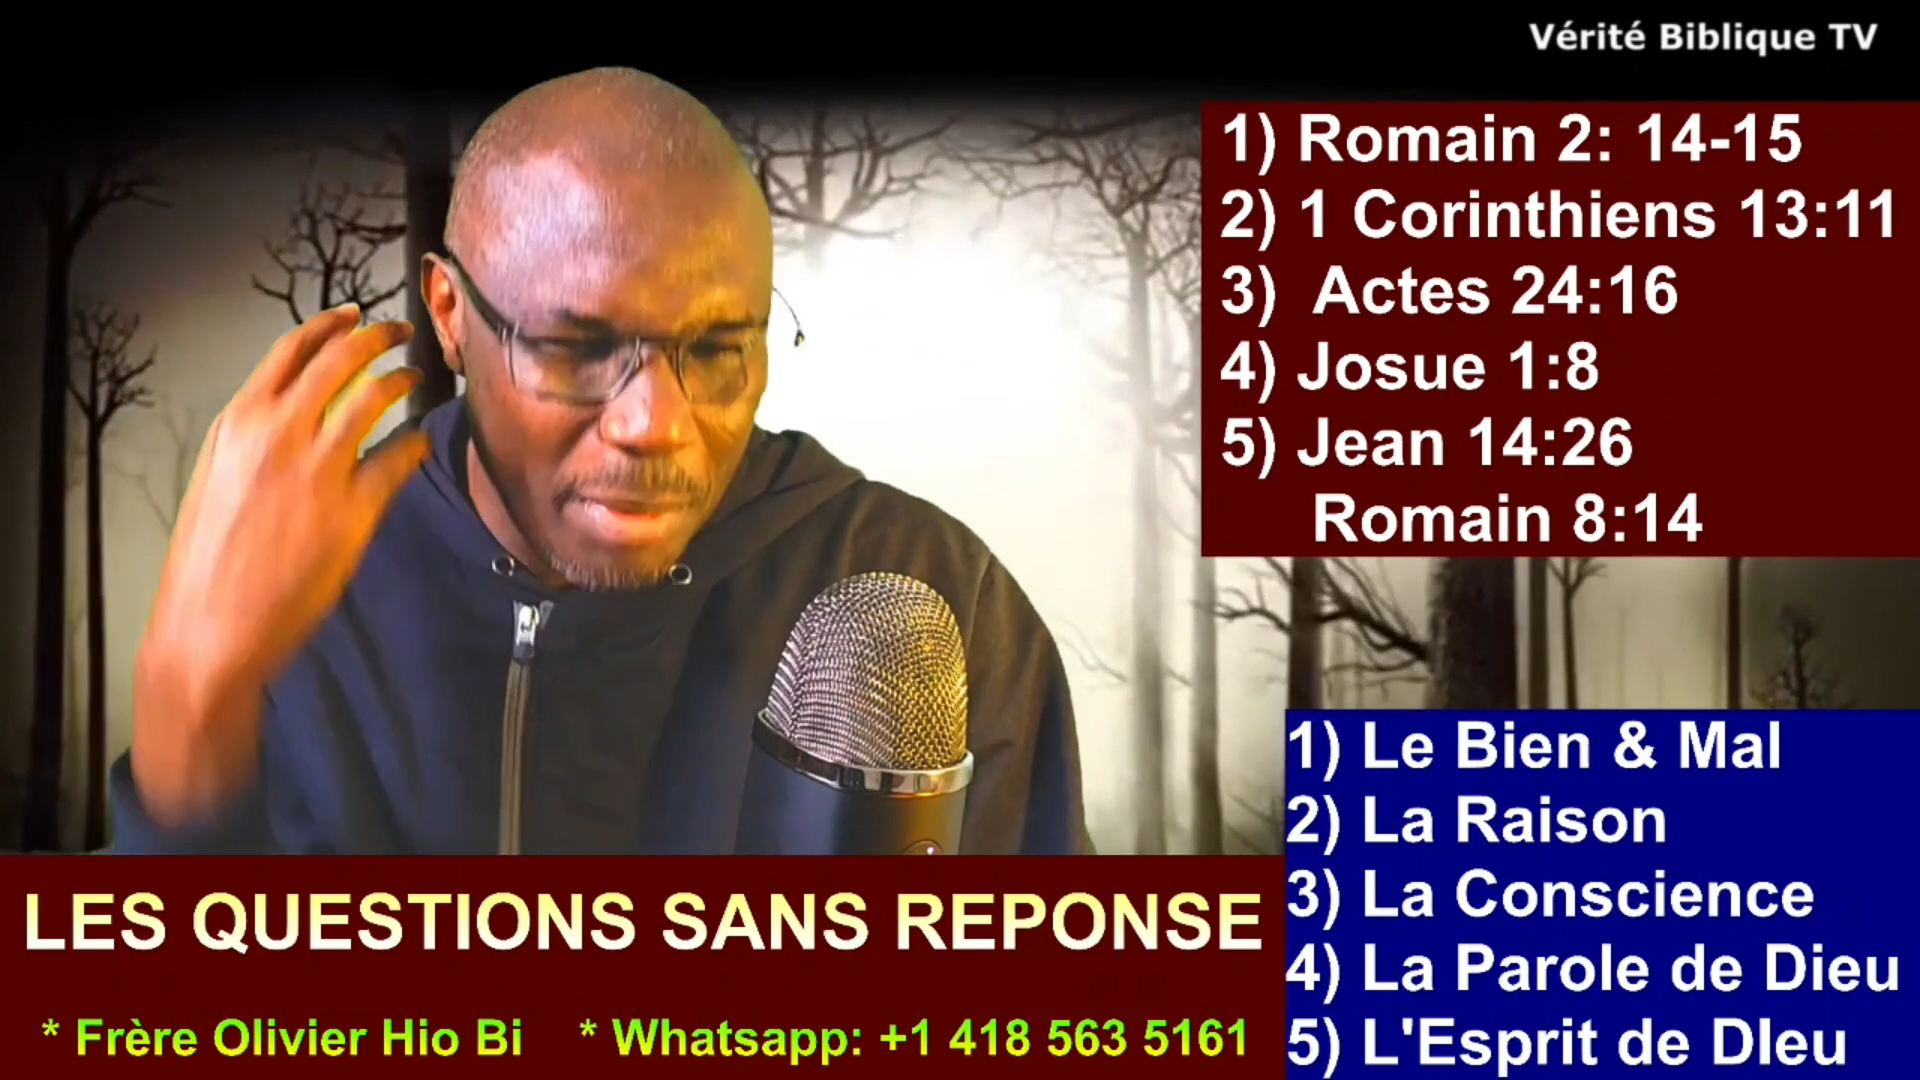 Vérité Biblique TV
1) Romain 2: 14-15
2) 1 Corinthiens 13:11
3) Actes 24:16
4) Josue 1:8
5) Jean 14:26
Romain 8:14
1) Le Bien & Mal
2) La Raison
3) La Conscience
4) La Parole de Dieu
5) L'Esprit de DIeu
LES QUESTIONS SANS REPONSE
* Frère Olivier Hio Bi * Whatsapp: +1 418 563 5161